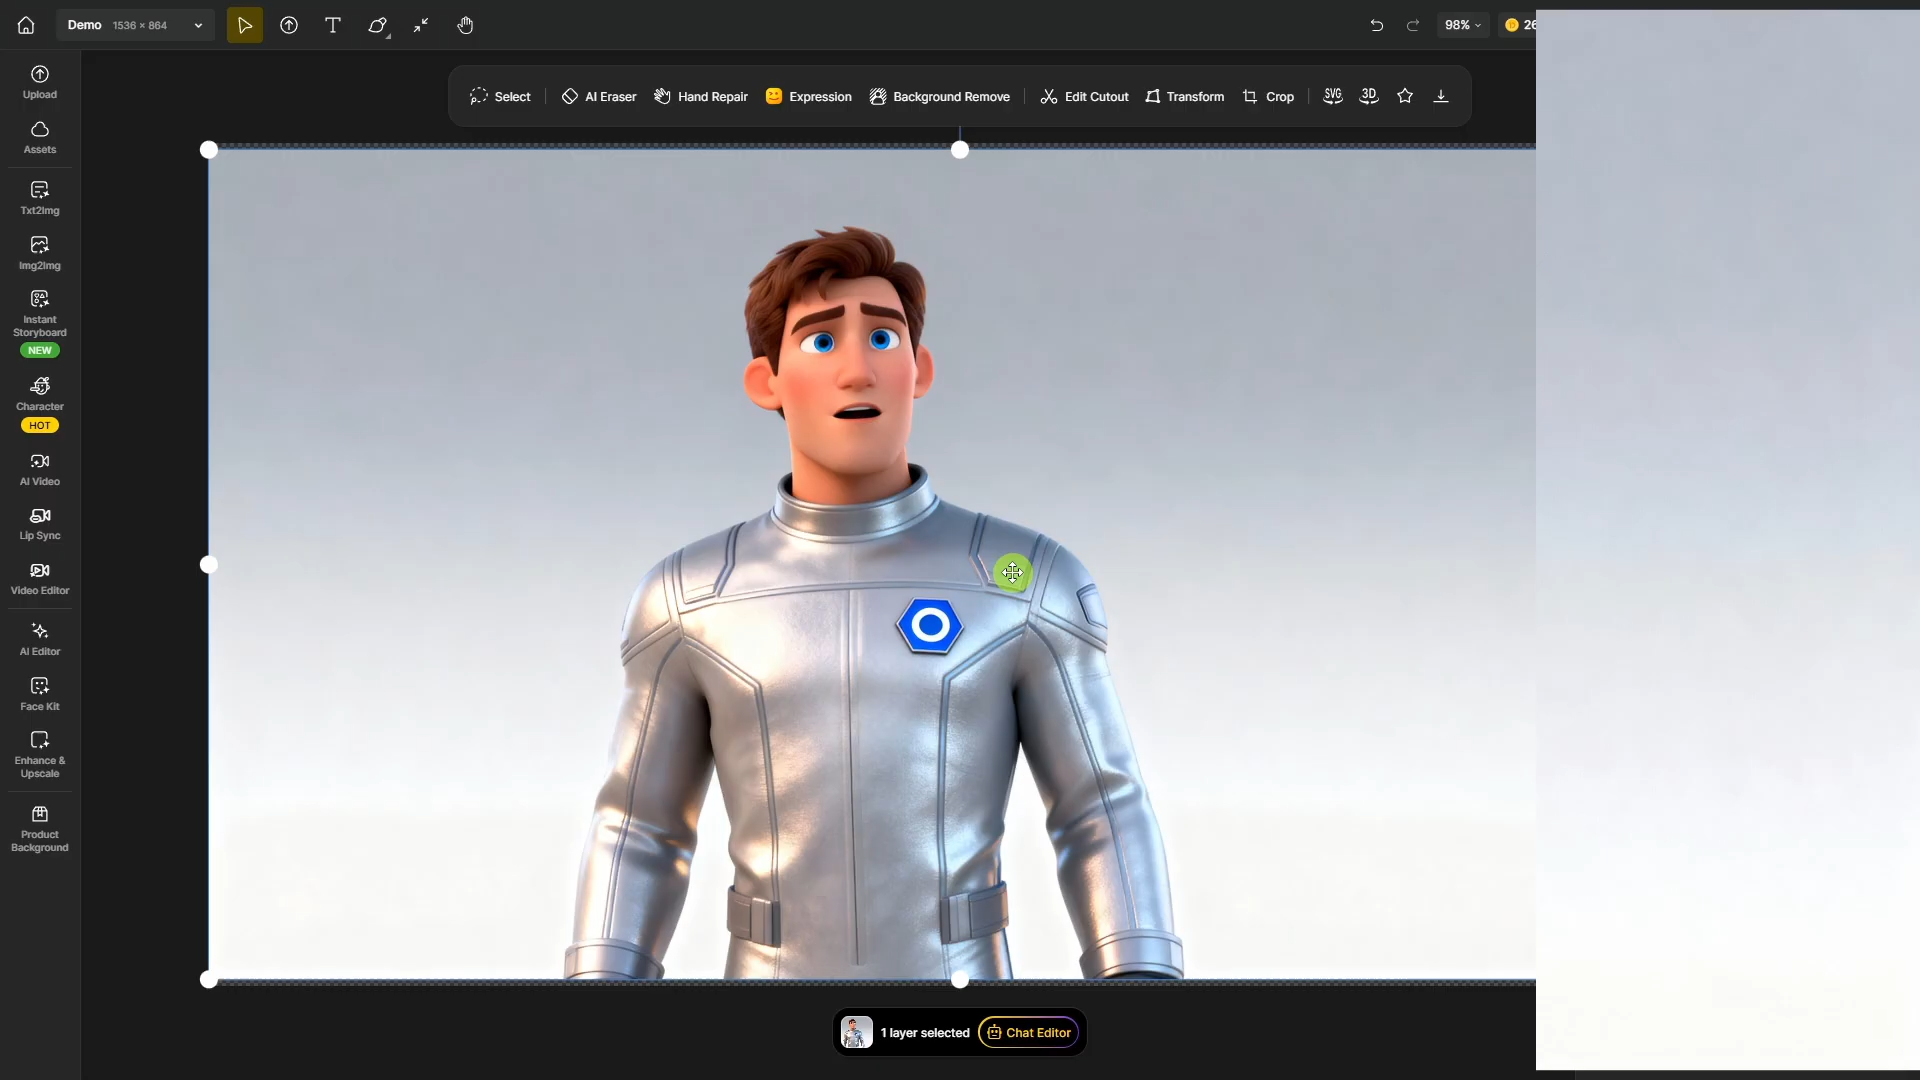 Demo 1536 × 864
98%
26
Select
AI Eraser
Hand Repair
Expression
Background Remove
Edit Cutout
Transform
Crop
SVG
3D
Upload
Assets
Txt2Img
Img2Img
Instant
Storyboard
NEW
Character
HOT
AI Video
Lip Sync
Video Editor
AI Editor
Face Kit
Enhance &
Upscale
Product
Background
1 layer selected
Chat Editor